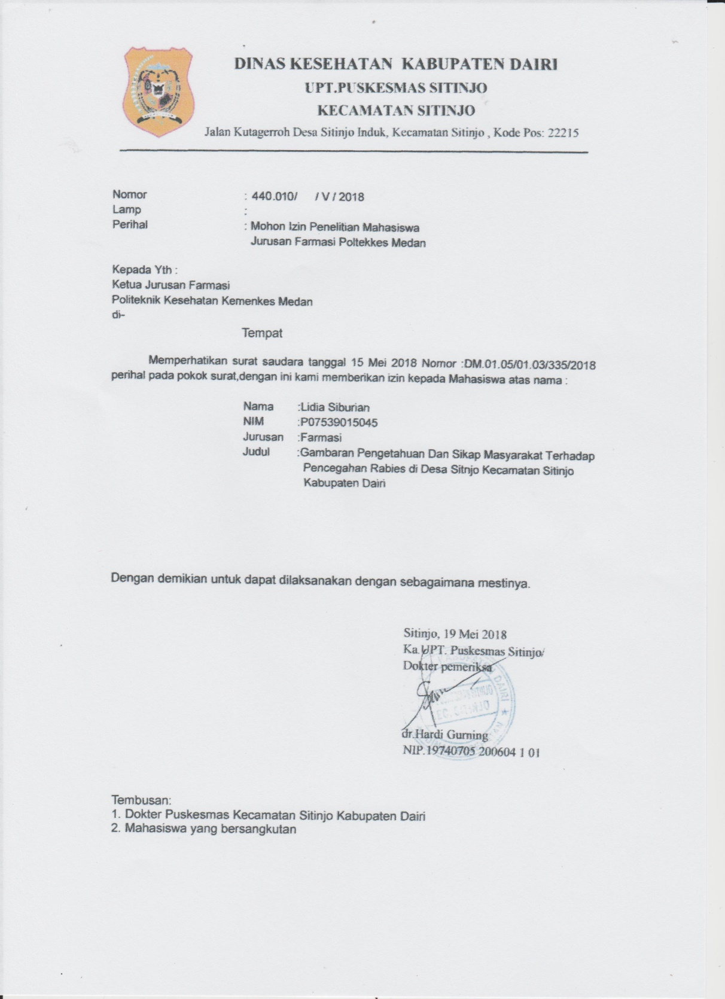 DINAS KESEHATAN KABUPATEN DAIRI
UPT.PUSKESMAS SITINJO
KECAMATAN SITINJO
Jalan Kutagerroh Desa Sitinjo Induk, Kecamatan Sitinjo , Kode Pos: 22215
Nomor : 440.010/ / V / 2018
Lamp :
Perihal : Mohon Izin Penelitian Mahasiswa
Jurusan Farmasi Poltekkes Medan
Kepada Yth :
Ketua Jurusan Farmasi
Politeknik Kesehatan Kemenkes Medan
di-
Tempat
Memperhatikan surat saudara tanggal 15 Mei 2018 Nomor :DM.01.05/01.03/335/2018
perihal pada pokok surat,dengan ini kami memberikan izin kepada Mahasiswa atas nama :
Nama :Lidia Siburian
NIM :P07539015045
Jurusan :Farmasi
Judul :Gambaran Pengetahuan Dan Sikap Masyarakat Terhadap
Pencegahan Rabies di Desa Sitnjo Kecamatan Sitinjo
Kabupaten Dairi
Dengan demikian untuk dapat dilaksanakan dengan sebagaimana mestinya.
Sitinjo, 19 Mei 2018
Ka.UPT. Puskesmas Sitinjo/
Dokter pemeriksa
KABUPATEN DAIRI
dr.Hardi Gurning
NIP.19740705 200604 1 01
Tembusan:
1. Dokter Puskesmas Kecamatan Sitinjo Kabupaten Dairi
2. Mahasiswa yang bersangkutan